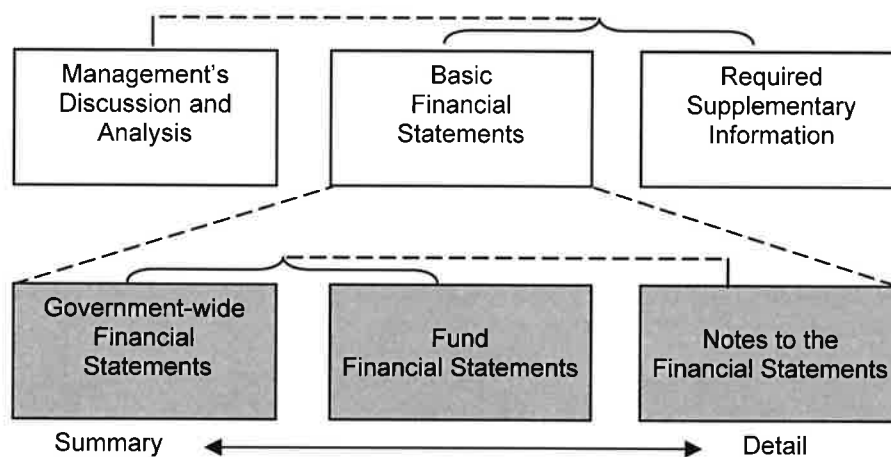 Management's
Discussion and
Analysis
Basic
Financial
Statements
Required
Supplementary
Information
Government-wide
Financial
Statements
Fund
Financial Statements
Notes to the
Financial Statements
Summary
Detail